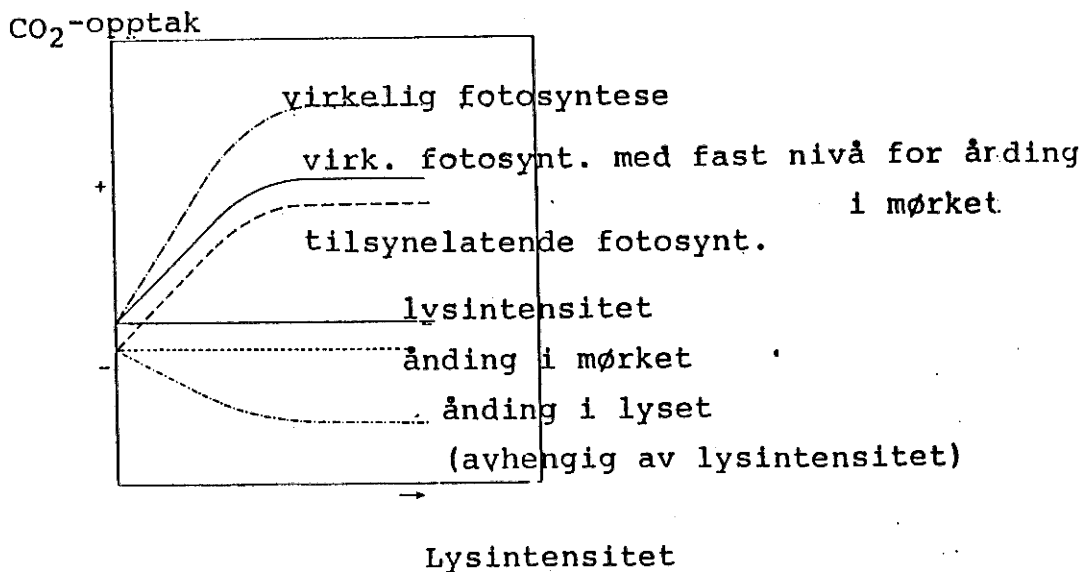 CO₂-opptak
virkelig fotosyntese
virk. fotosynt. med fast nivå for årding
+
i mørket
tilsynelatende fotosynt.
lysintensitet
-
ånding i mørket
ånding i lyset
(avhengig av lysintensitet)
→
Lysintensitet